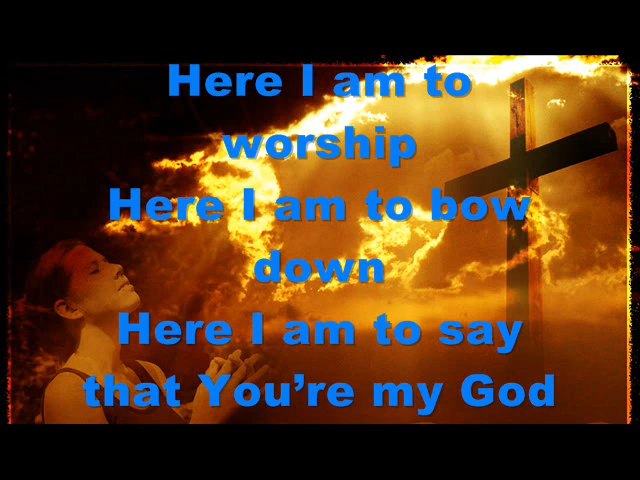 Here I am to
worship
Here I am to bow
down
Here I am to say
that You’re my God